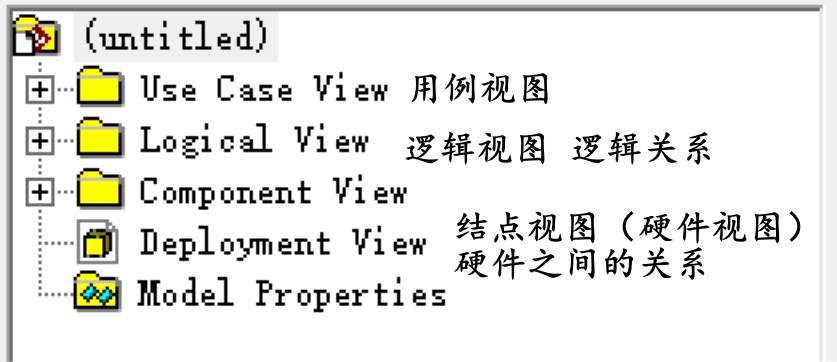 (untitled)
Use Case View 用例视图
Logical View 逻辑视图 逻辑关系
Component View
Deployment View 结点视图（硬件视图）
硬件之间的关系
Model Properties